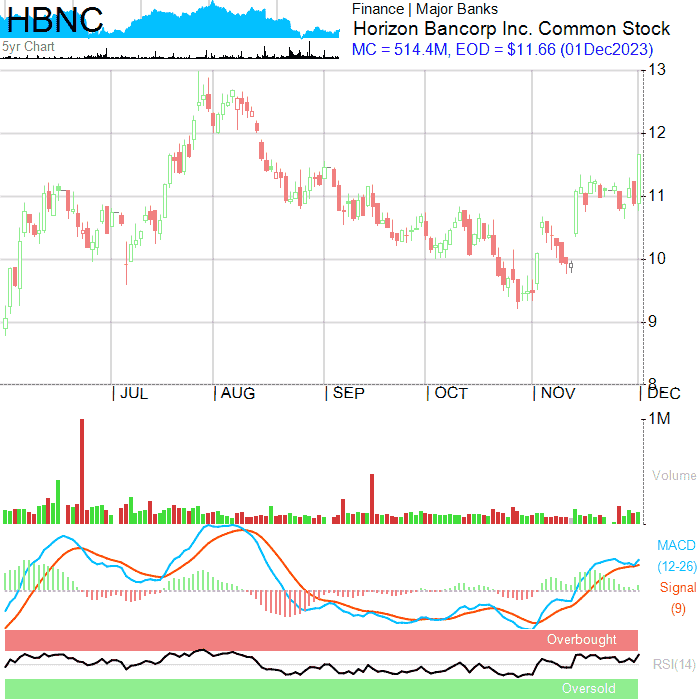 HBNC
5yr Chart
Finance | Major Banks
Horizon Bancorp Inc. Common Stock
MC = 514.4M, EOD = $11.66 (01Dec2023)
13
12
11
10
9
8
| JUL | AUG | SEP | OCT | NOV | DEC
1M
Volume
MACD
(12-26)
Signal
(9)
Overbought
RSI(14)
Oversold